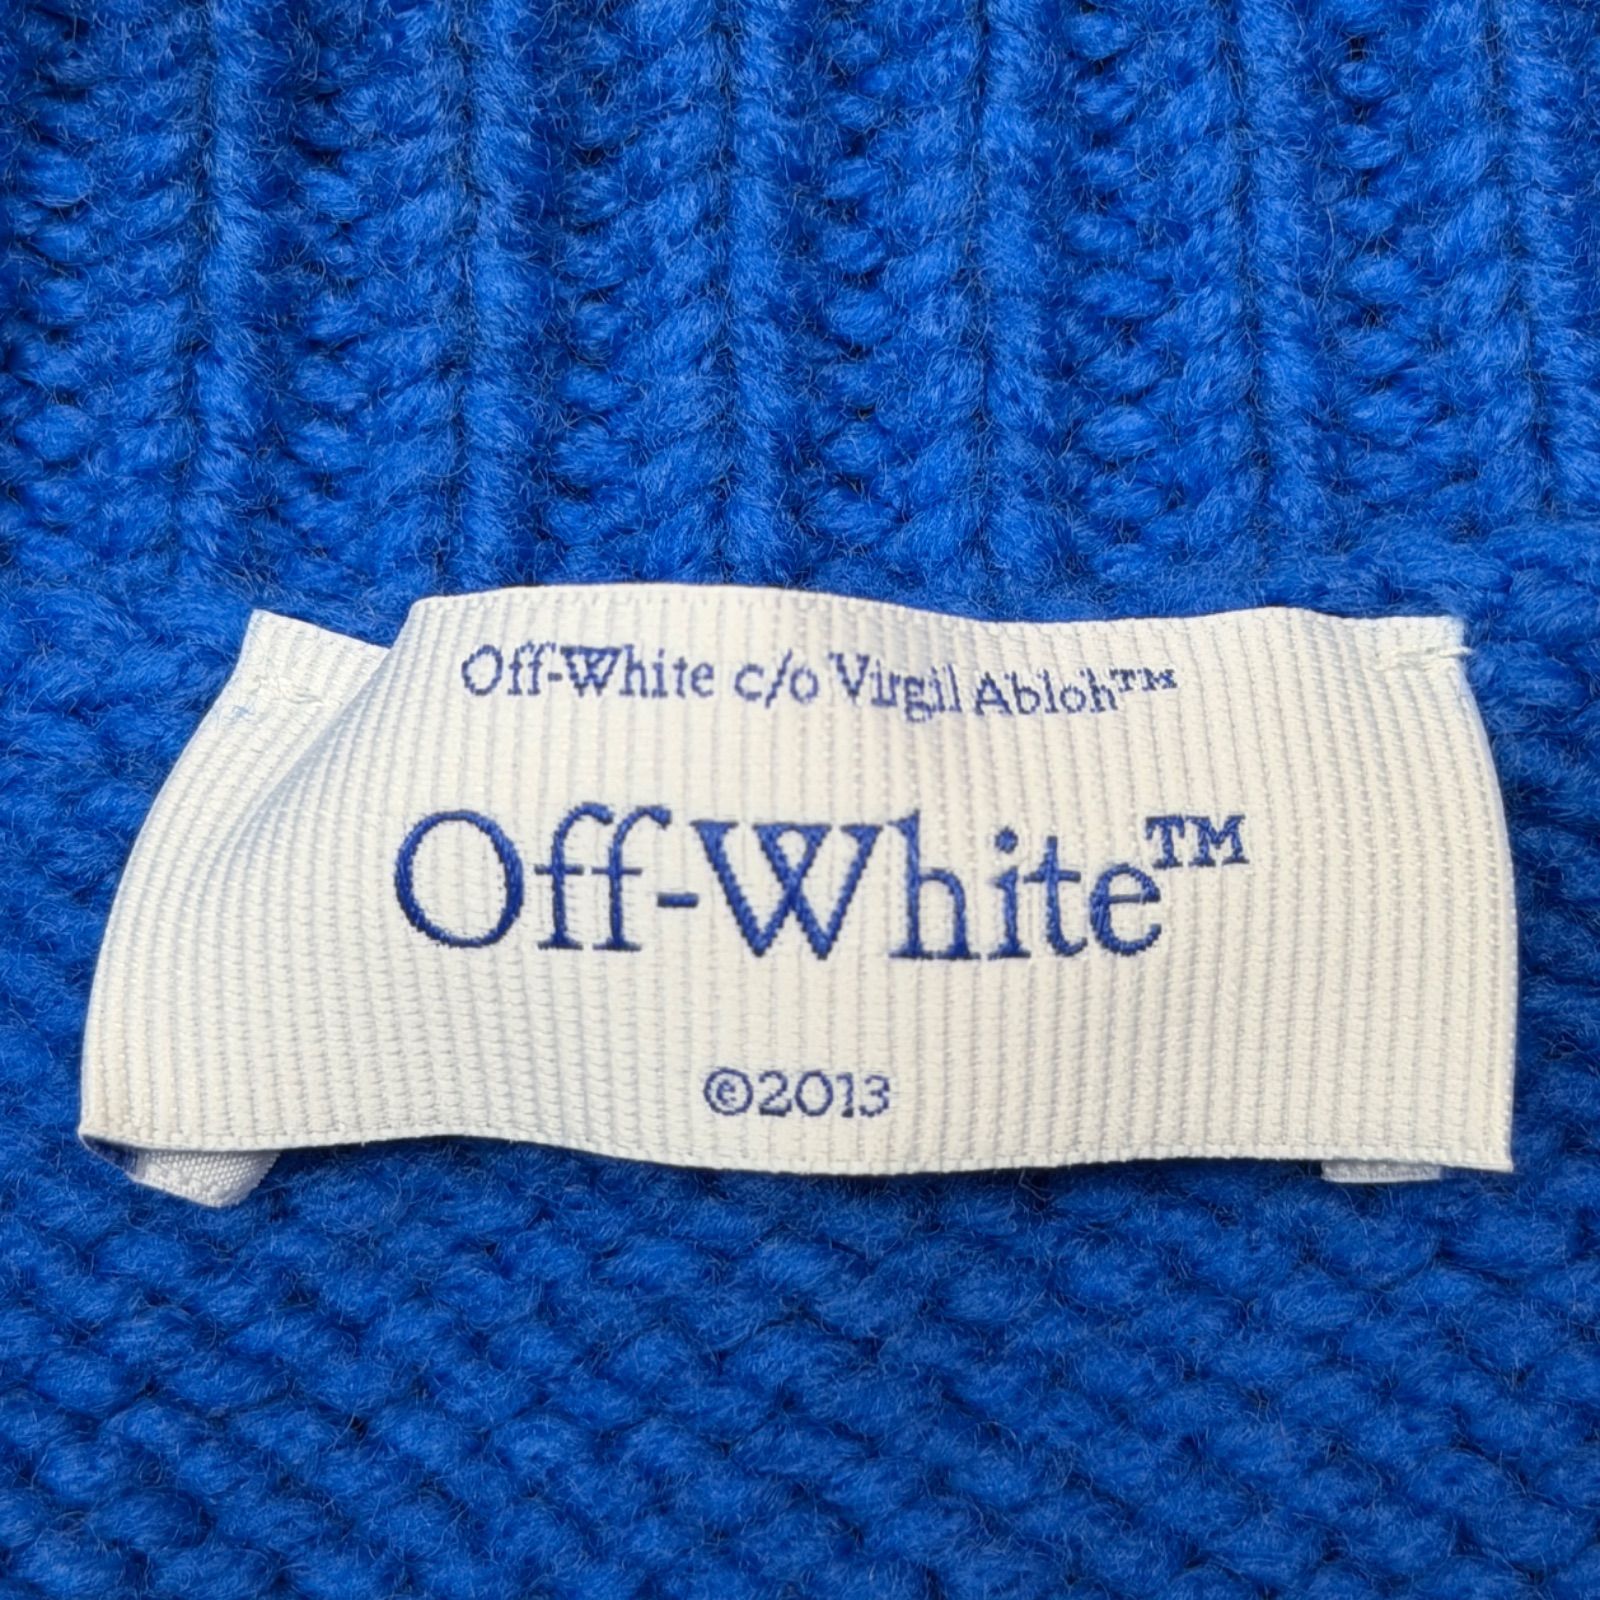 Off-White c/o Virgil Abloh™
Off-White™
©2013